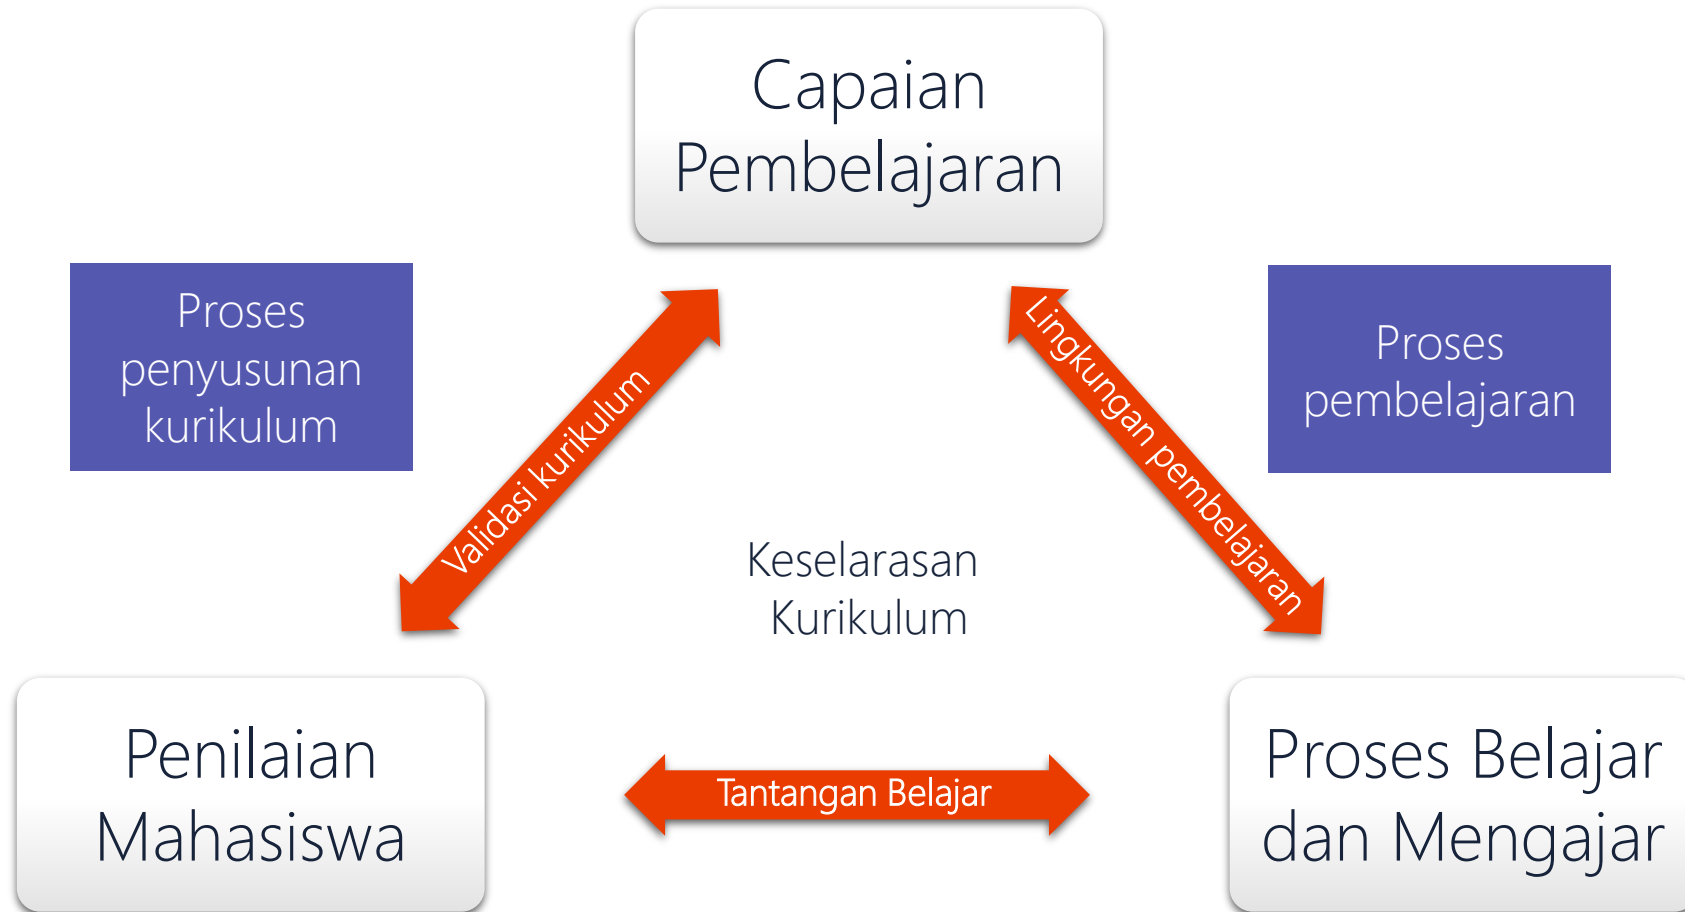 Capaian
Pembelajaran
Proses
penyusunan
kurikulum
Proses
pembelajaran
Validasi kurikulum
Lingkungan pembelajaran
Keselarasan
Kurikulum
Penilaian
Mahasiswa
Tantangan Belajar
Proses Belajar
dan Mengajar